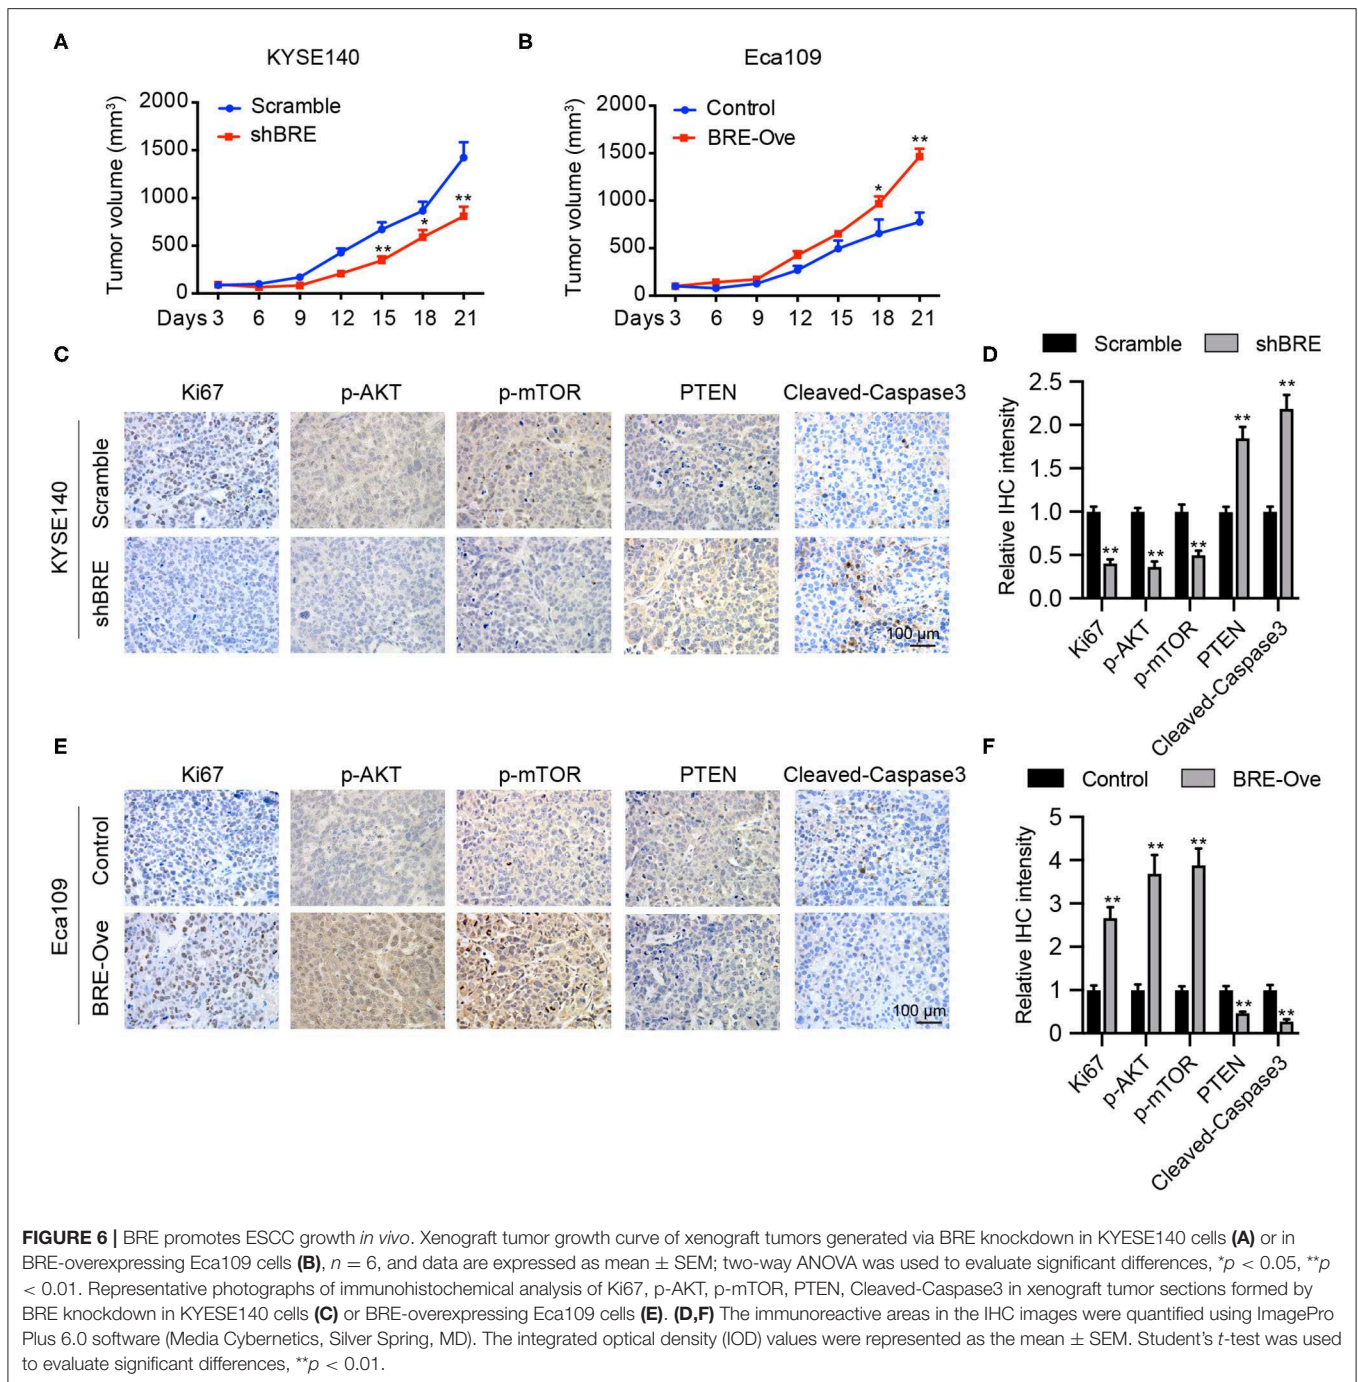 A
KYSE140
Tumor volume (mm³)
2000
1500
1000
500
0
Scramble
shBRE
**
*
**
Days 3 6 9 12 15 18 21
B
Eca109
Tumor volume (mm³)
2000
1500
1000
500
0
Control
BRE-Ove
*
**
Days 3 6 9 12 15 18 21
C
Ki67 p-AKT p-mTOR PTEN Cleaved-Caspase3
KYSE140
Scramble
shBRE
100 µm
D
Scramble shBRE
Relative IHC intensity
2.5
2.0
1.5
1.0
0.5
0.0
** ** ** ** **
Ki67
p-AKT
p-mTOR
PTEN
Cleaved-Caspase3
E
Ki67 p-AKT p-mTOR PTEN Cleaved-Caspase3
Eca109
Control
BRE-Ove
100 µm
F
Control BRE-Ove
Relative IHC intensity
5
4
3
2
1
0
** ** ** ** **
Ki67
p-AKT
p-mTOR
PTEN
Cleaved-Caspase3
FIGURE 6 | BRE promotes ESCC growth in vivo. Xenograft tumor growth curve of xenograft tumors generated via BRE knockdown in KYESE140 cells (A) or in
BRE-overexpressing Eca109 cells (B), n = 6, and data are expressed as mean ± SEM; two-way ANOVA was used to evaluate significant differences, *p < 0.05, **p
< 0.01. Representative photographs of immunohistochemical analysis of Ki67, p-AKT, p-mTOR, PTEN, Cleaved-Caspase3 in xenograft tumor sections formed by
BRE knockdown in KYESE140 cells (C) or BRE-overexpressing Eca109 cells (E). (D,F) The immunoreactive areas in the IHC images were quantified using ImagePro
Plus 6.0 software (Media Cybernetics, Silver Spring, MD). The integrated optical density (IOD) values were represented as the mean ± SEM. Student's t-test was used
to evaluate significant differences, **p < 0.01.